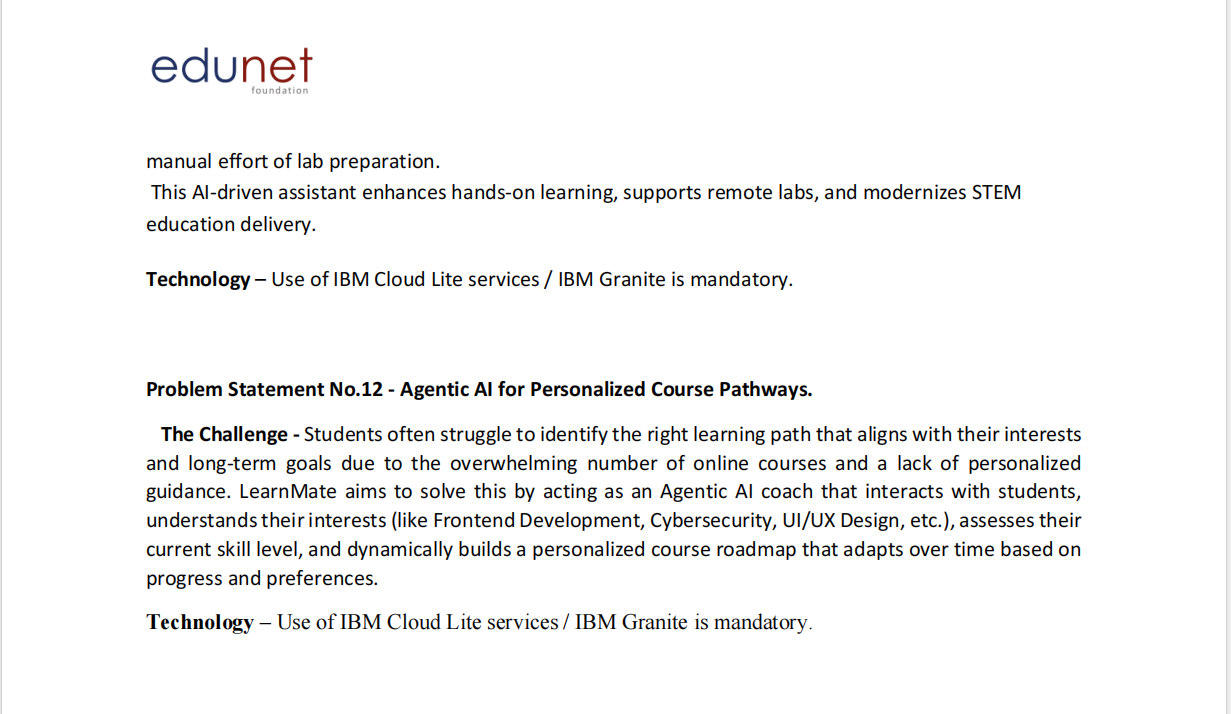 edunet
foundation
manual effort of lab preparation.
This AI-driven assistant enhances hands-on learning, supports remote labs, and modernizes STEM
education delivery.
Technology – Use of IBM Cloud Lite services / IBM Granite is mandatory.
Problem Statement No.12 - Agentic AI for Personalized Course Pathways.
The Challenge - Students often struggle to identify the right learning path that aligns with their interests
and long-term goals due to the overwhelming number of online courses and a lack of personalized
guidance. LearnMate aims to solve this by acting as an Agentic AI coach that interacts with students,
understands their interests (like Frontend Development, Cybersecurity, UI/UX Design, etc.), assesses their
current skill level, and dynamically builds a personalized course roadmap that adapts over time based on
progress and preferences.
Technology – Use of IBM Cloud Lite services / IBM Granite is mandatory.